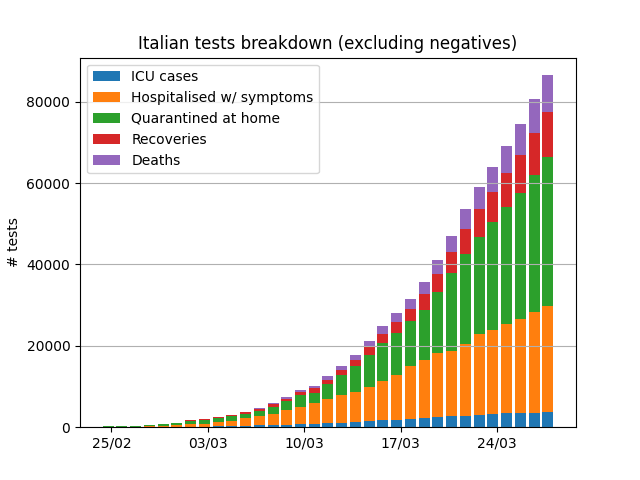 Italian tests breakdown (excluding negatives)
ICU cases
Hospitalised w/ symptoms
Quarantined at home
Recoveries
Deaths
# tests
80000
60000
40000
20000
0
25/02
03/03
10/03
17/03
24/03